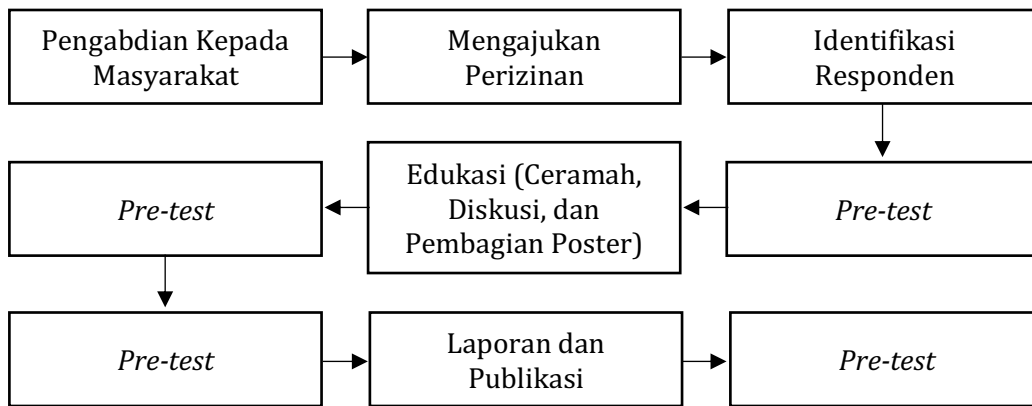 Pengabdian Kepada
Masyarakat
Mengajukan
Perizinan
Identifikasi
Responden
Pre-test
Edukasi (Ceramah,
Diskusi, dan
Pembagian Poster)
Pre-test
Pre-test
Laporan dan
Publikasi
Pre-test